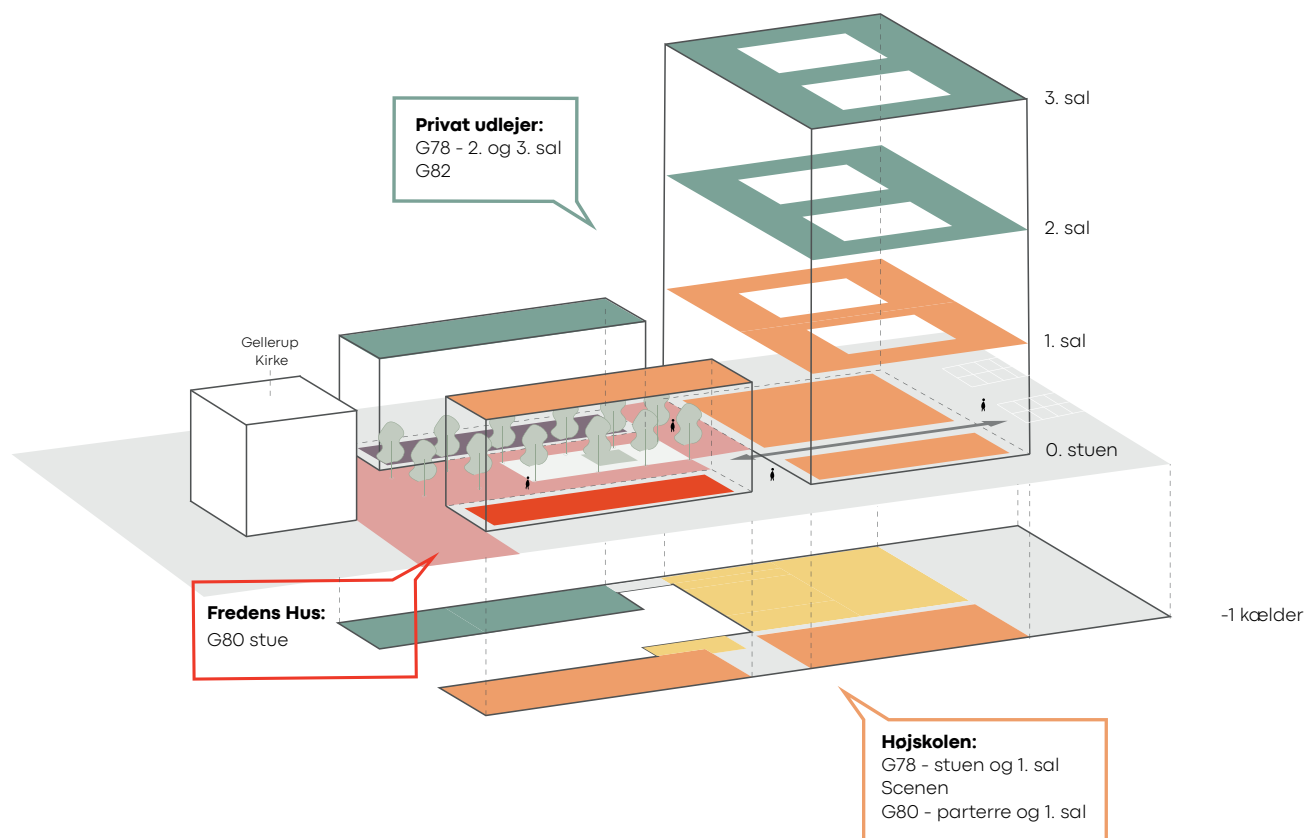 Privat udlejer:
G78 - 2. og 3. sal
G82
3. sal
2. sal
1. sal
0. stuen
-1 kælder
Gellerup
Kirke
Fredens Hus:
G80 stue
Højskolen:
G78 - stuen og 1. sal
Scenen
G80 - parterre og 1. sal